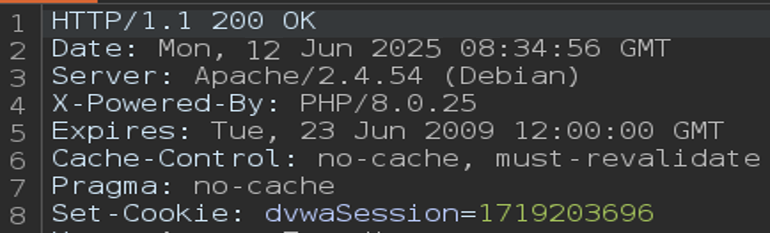 1 HTTP/1.1 200 OK
2 Date: Mon, 12 Jun 2025 08:34:56 GMT
3 Server: Apache/2.4.54 (Debian)
4 X-Powered-By: PHP/8.0.25
5 Expires: Tue, 23 Jun 2009 12:00:00 GMT
6 Cache-Control: no-cache, must-revalidate
7 Pragma: no-cache
8 Set-Cookie: dvwaSession=1719203696